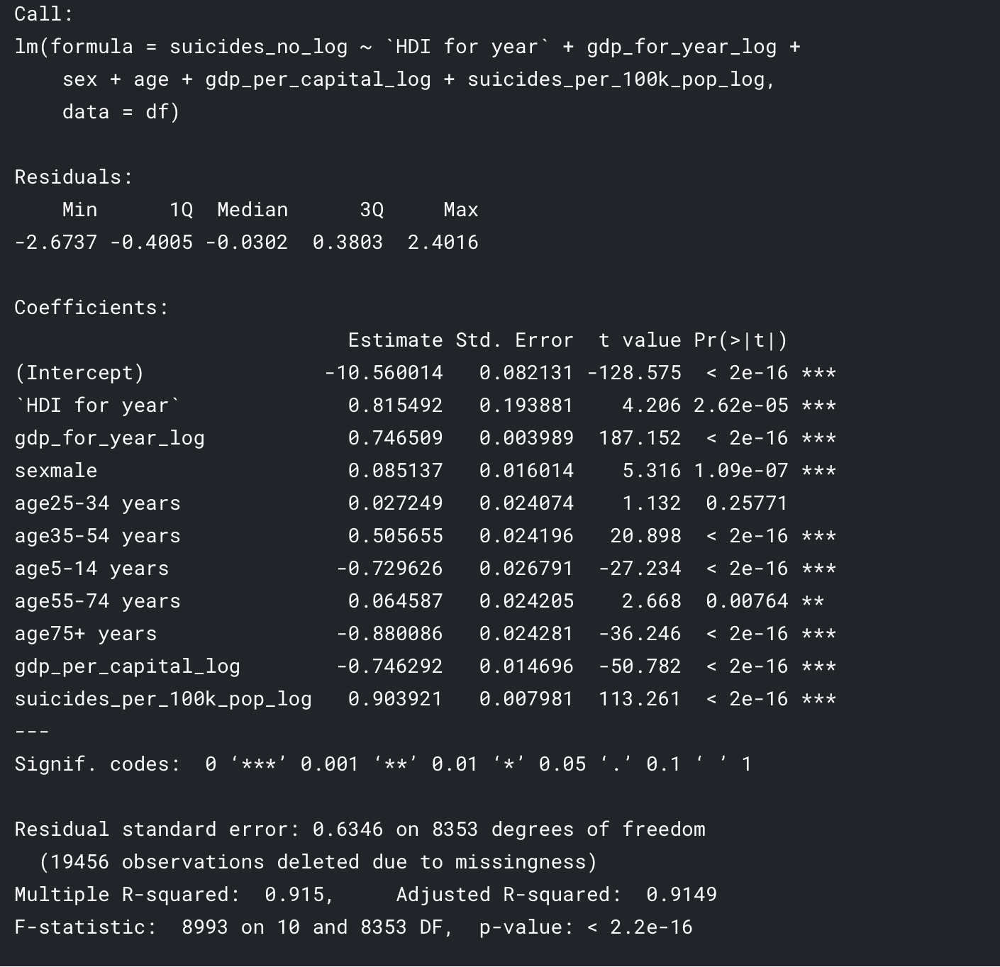 Call:
lm(formula = suicides_no_log ~ `HDI for year` + gdp_for_year_log +
    sex + age + gdp_per_capital_log + suicides_per_100k_pop_log,
    data = df)

Residuals:
    Min      1Q  Median      3Q     Max
-2.6737 -0.4005 -0.0302  0.3803  2.4016

Coefficients:
                            Estimate Std. Error  t value Pr(>|t|)
(Intercept)               -10.560014   0.082131 -128.575  < 2e-16 ***
`HDI for year`              0.815492   0.193881    4.206 2.62e-05 ***
gdp_for_year_log            0.746509   0.003989  187.152  < 2e-16 ***
sexmale                     0.085137   0.016014    5.316 1.09e-07 ***
age25-34 years              0.027249   0.024074    1.132  0.25771
age35-54 years              0.505655   0.024196   20.898  < 2e-16 ***
age5-14 years              -0.729626   0.026791  -27.234  < 2e-16 ***
age55-74 years              0.064587   0.024205    2.668  0.00764 **
age75+ years               -0.880086   0.024281  -36.246  < 2e-16 ***
gdp_per_capital_log        -0.746292   0.014696  -50.782  < 2e-16 ***
suicides_per_100k_pop_log   0.903921   0.007981  113.261  < 2e-16 ***
---
Signif. codes:  0 ‘***’ 0.001 ‘**’ 0.01 ‘*’ 0.05 ‘.’ 0.1 ‘ ’ 1

Residual standard error: 0.6346 on 8353 degrees of freedom
  (19456 observations deleted due to missingness)
Multiple R-squared:  0.915,     Adjusted R-squared:  0.9149
F-statistic:  8993 on 10 and 8353 DF,  p-value: < 2.2e-16